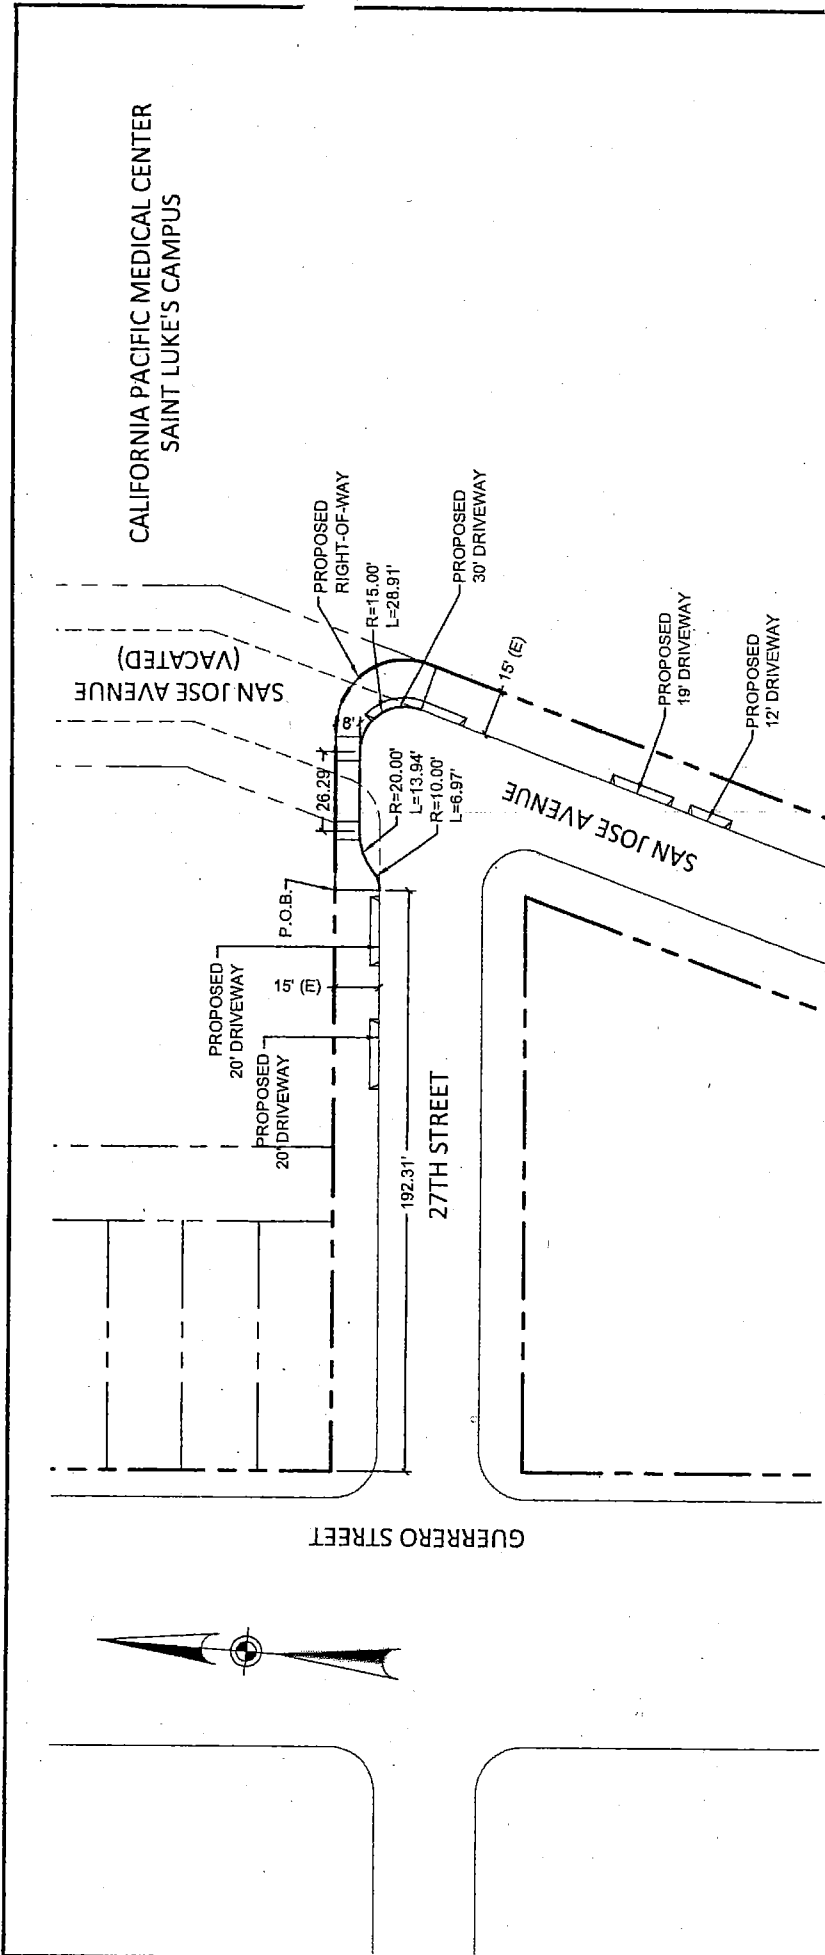 CALIFORNIA PACIFIC MEDICAL CENTER
SAINT LUKE'S CAMPUS
SAN JOSE AVENUE
(VACATED)
PROPOSED
RIGHT-OF-WAY
R=15.00'
L=28.91'
PROPOSED
30' DRIVEWAY
8'
26.29'
R=20.00'
L=13.94'
R=10.00'
L=6.97'
15' (E)
PROPOSED
19' DRIVEWAY
PROPOSED
12' DRIVEWAY
SAN JOSE AVENUE
P.O.B.
PROPOSED
20' DRIVEWAY
15' (E)
PROPOSED
20' DRIVEWAY
192.31'
27TH STREET
GUERRERO STREET